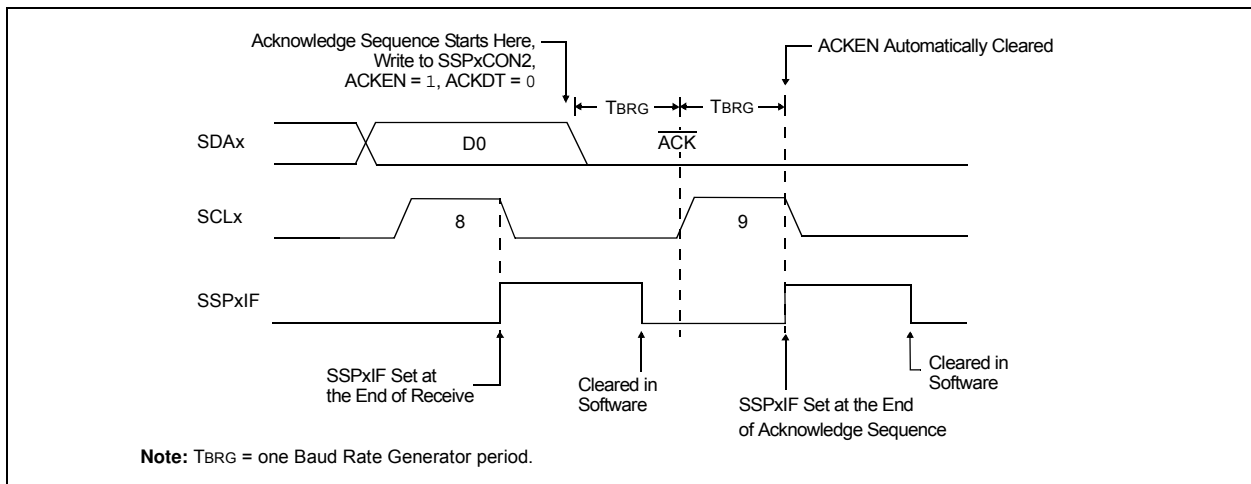 Acknowledge Sequence Starts Here,
Write to SSPxCON2,
ACKEN = 1, ACKDT = 0
ACKEN Automatically Cleared
TBRG
TBRG
SDAx
D0
ACK
SCLx
8
9
SSPxIF
SSPxIF Set at
the End of Receive
Cleared in
Software
SSPxIF Set at the End
of Acknowledge Sequence
Cleared in
Software
Note: TBRG = one Baud Rate Generator period.